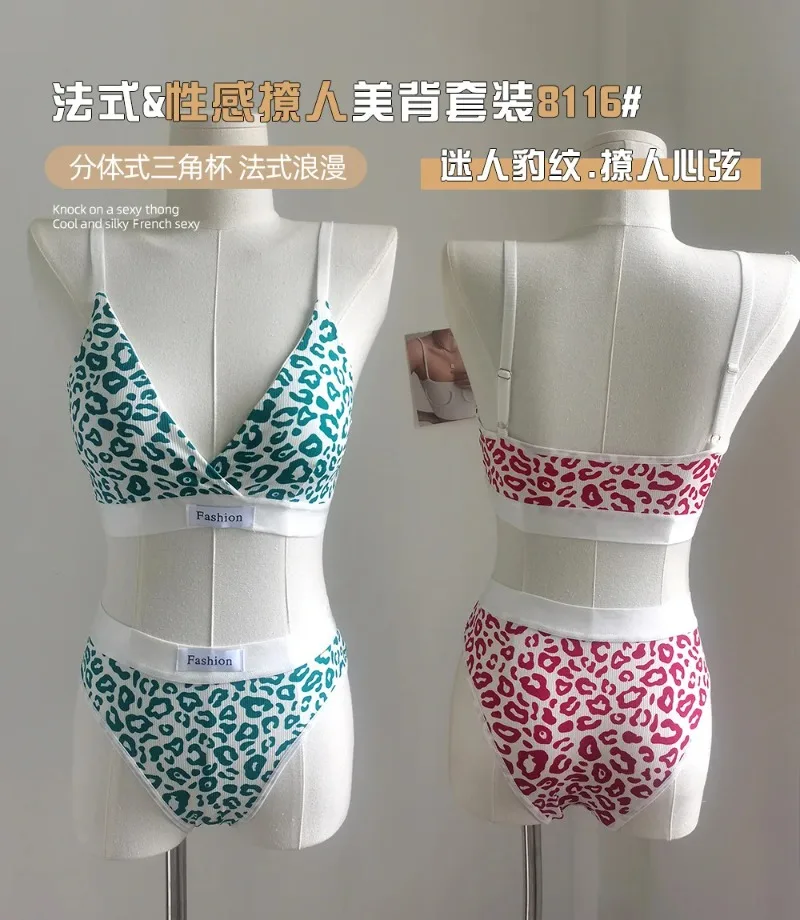 法式&性感撩人美背套装8116#
分体式三角杯 法式浪漫
迷人豹纹.撩人心弦
Knock on a sexy thong
Cool and silky French sexy
Fashion
Fashion